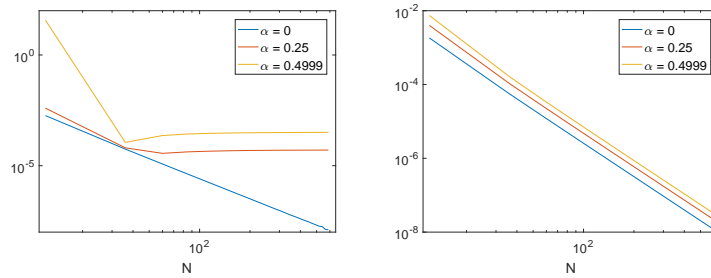 10^0
10^-5
10^2
N
α = 0
α = 0.25
α = 0.4999
10^-2
10^-4
10^-6
10^-8
10^2
N
α = 0
α = 0.25
α = 0.4999